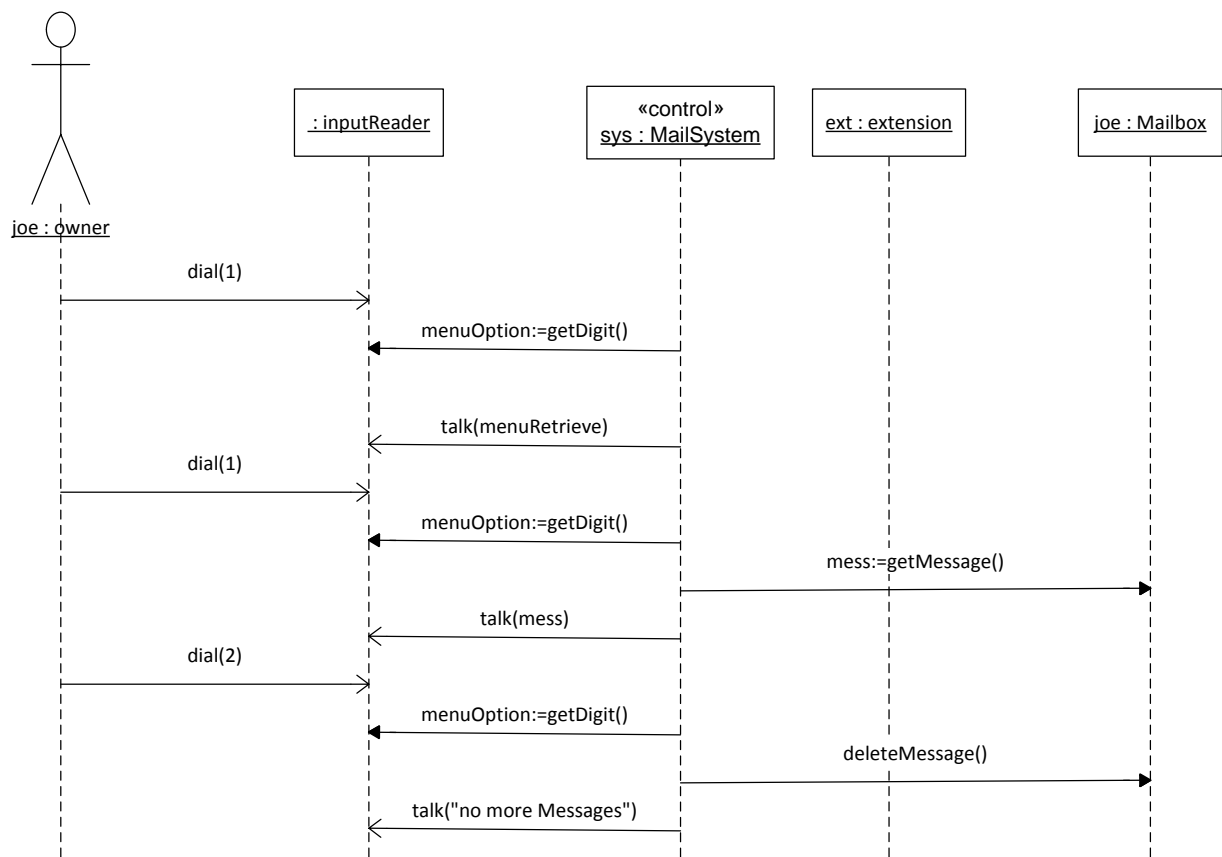 : inputReader
«control»
sys : MailSystem
ext : extension
joe : Mailbox
joe : owner
dial(1)
menuOption:=getDigit()
talk(menuRetrieve)
dial(1)
menuOption:=getDigit()
mess:=getMessage()
talk(mess)
dial(2)
menuOption:=getDigit()
deleteMessage()
talk("no more Messages")